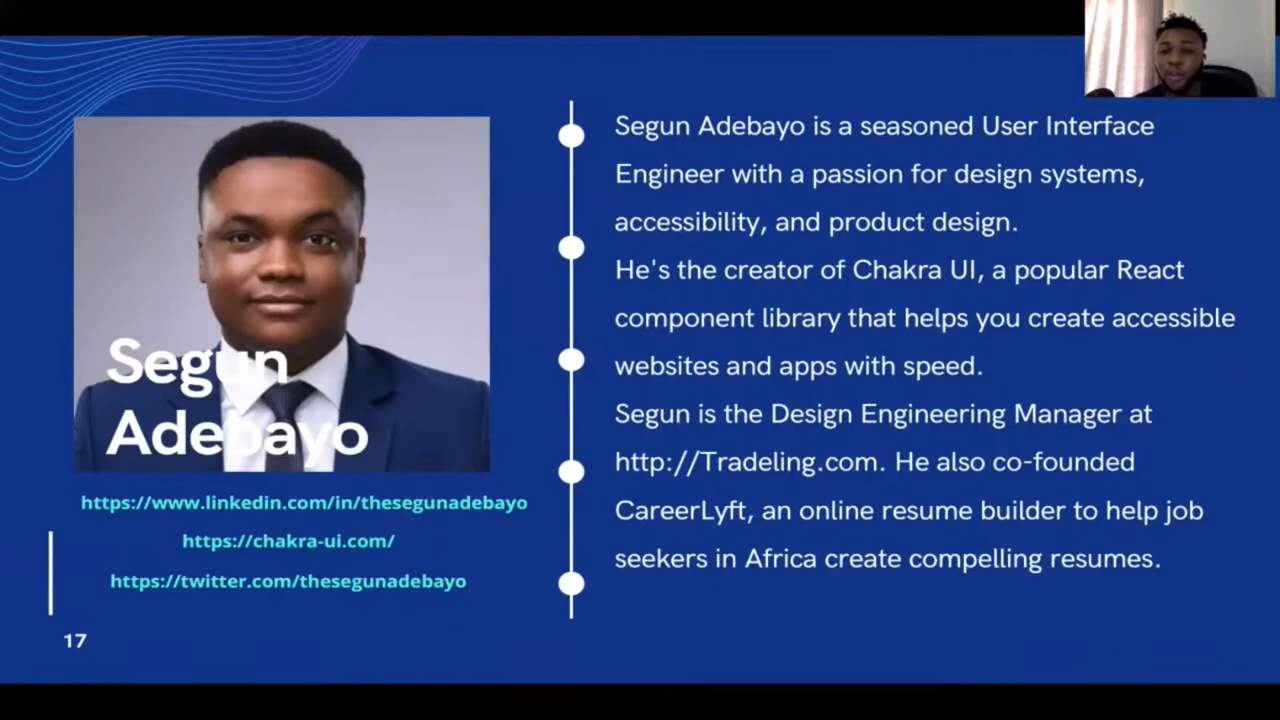 Segun
Adebayo
https://www.linkedin.com/in/thesegunadebayo
https://chakra-ui.com/
https://twitter.com/thesegunadebayo
17
Segun Adebayo is a seasoned User Interface
Engineer with a passion for design systems,
accessibility, and product design.
He's the creator of Chakra UI, a popular React
component library that helps you create accessible
websites and apps with speed.
Segun is the Design Engineering Manager at
http://Tradeling.com. He also co-founded
CareerLyft, an online resume builder to help job
seekers in Africa create compelling resumes.